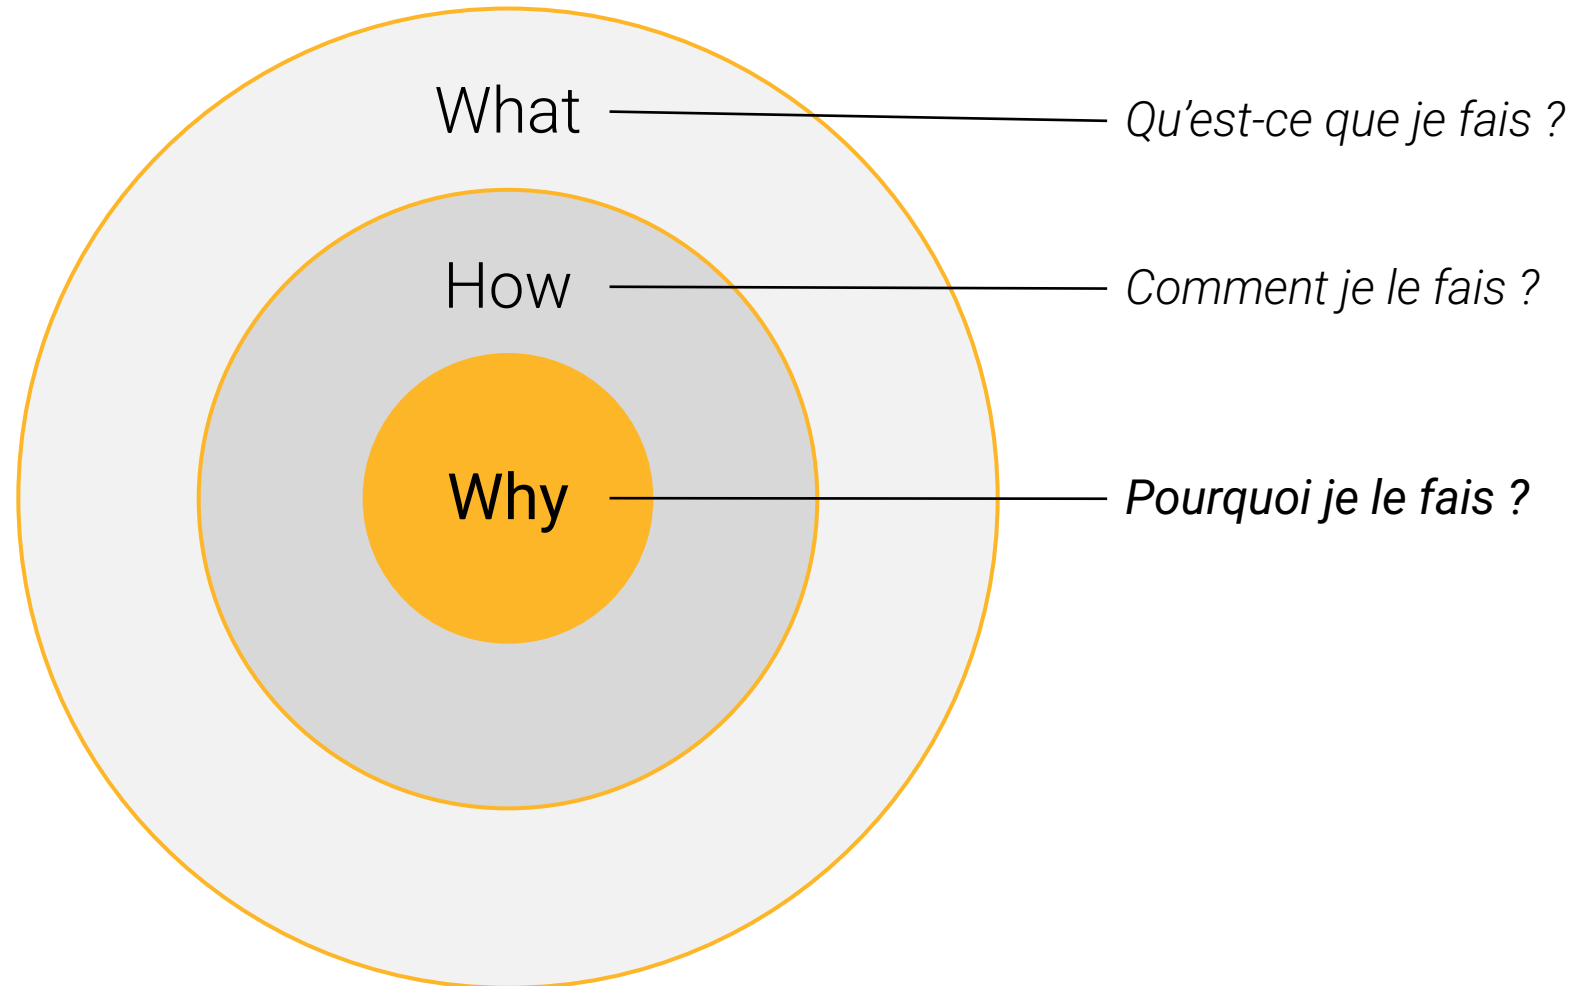 What
Qu’est-ce que je fais ?
How
Comment je le fais ?
Why
Pourquoi je le fais ?